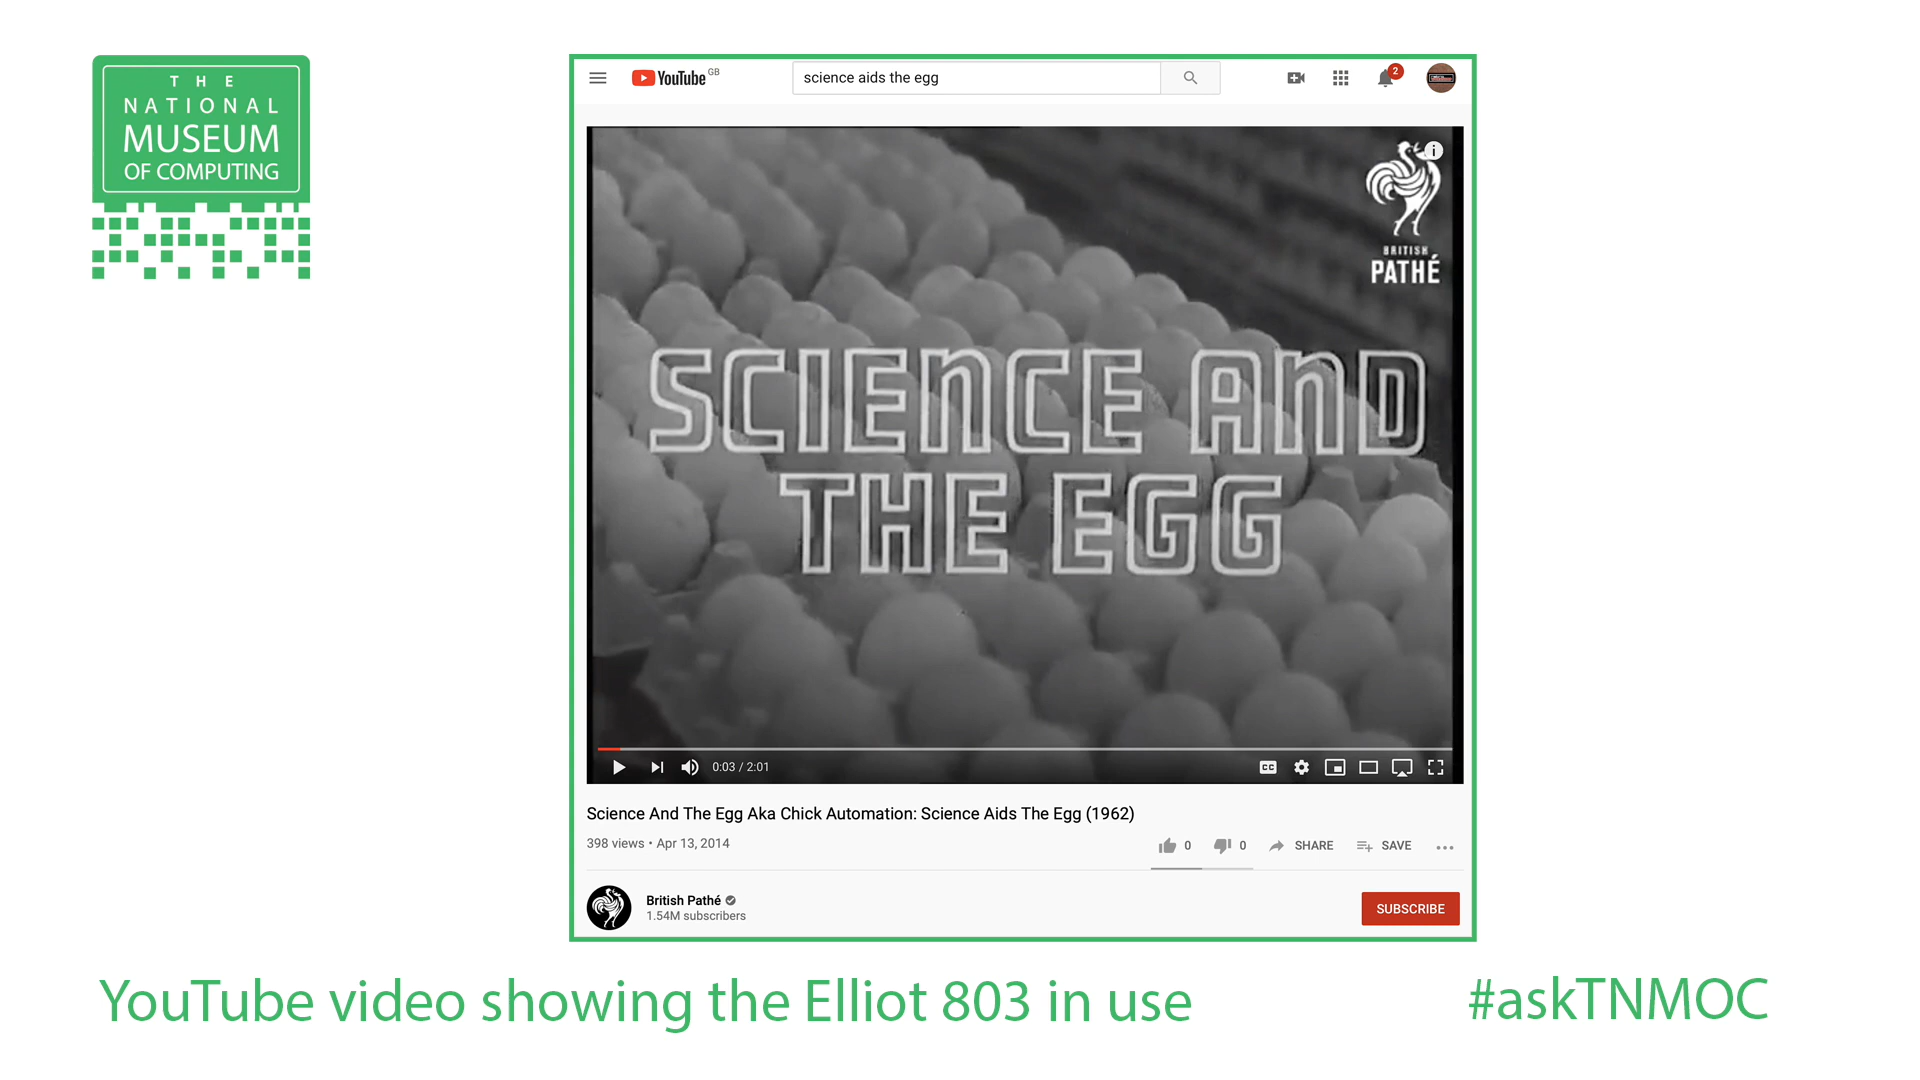 THE
NATIONAL
MUSEUM
OF COMPUTING
YouTube GB
science aids the egg
2
i
BRITISH
PATHÉ
SCIENCE AND
THE EGG
0:03 / 2:01
CC
Science And The Egg Aka Chick Automation: Science Aids The Egg (1962)
398 views • Apr 13, 2014
0
0
SHARE
SAVE
British Pathé
1.54M subscribers
SUBSCRIBE
YouTube video showing the Elliot 803 in use
#askTNMOC